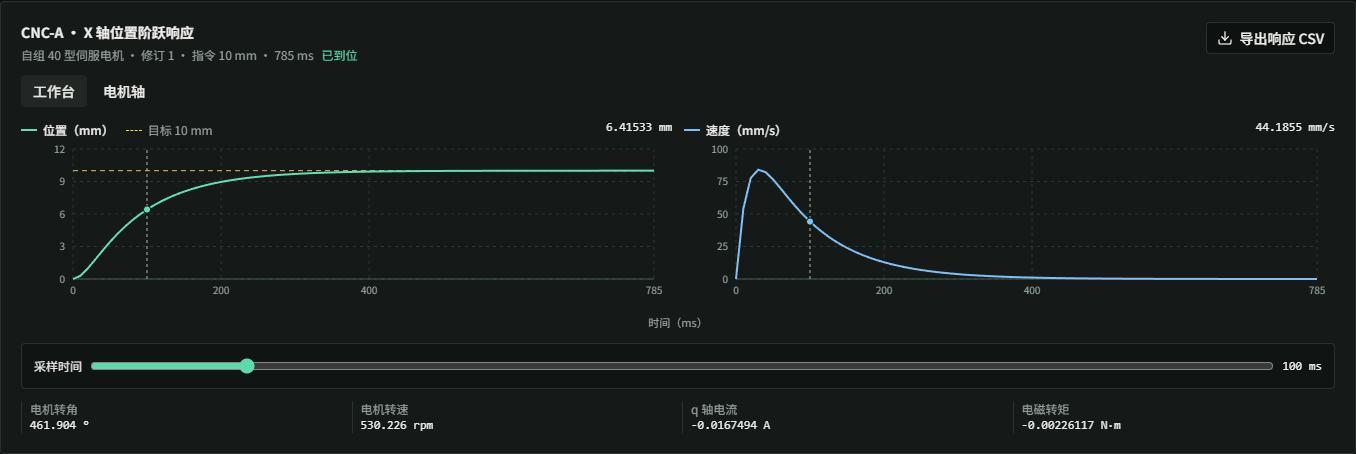 CNC-A · X 轴位置阶跃响应
自组 40 型伺服电机 · 修订 1 · 指令 10 mm · 785 ms 已到位
导出响应 CSV
工作台 电机轴
位置（mm） 目标 10 mm 6.41533 mm
速度（mm/s） 44.1855 mm/s
12
9
6
3
0
0 200 400 785
100
75
50
25
0
0 200 400 785
时间（ms）
采样时间 100 ms
电机转角
461.904 °
电机转速
530.226 rpm
q 轴电流
-0.0167494 A
电磁转矩
-0.00226117 N·m